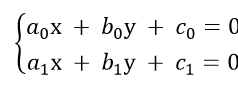 a₀x + b₀y + c₀ = 0
a₁x + b₁y + c₁ = 0